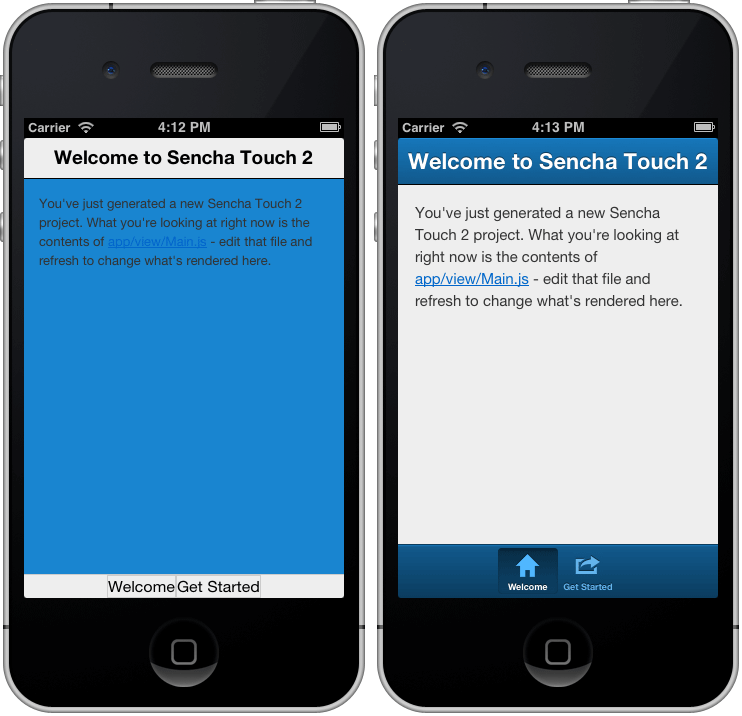 Carrier 4:12 PM
Welcome to Sencha Touch 2
You've just generated a new Sencha Touch 2
project. What you're looking at right now is the
contents of app/view/Main.js - edit that file and
refresh to change what's rendered here.
Welcome Get Started
Carrier 4:13 PM
Welcome to Sencha Touch 2
You've just generated a new Sencha
Touch 2 project. What you're looking at
right now is the contents of
app/view/Main.js - edit that file and
refresh to change what's rendered here.
Welcome Get Started